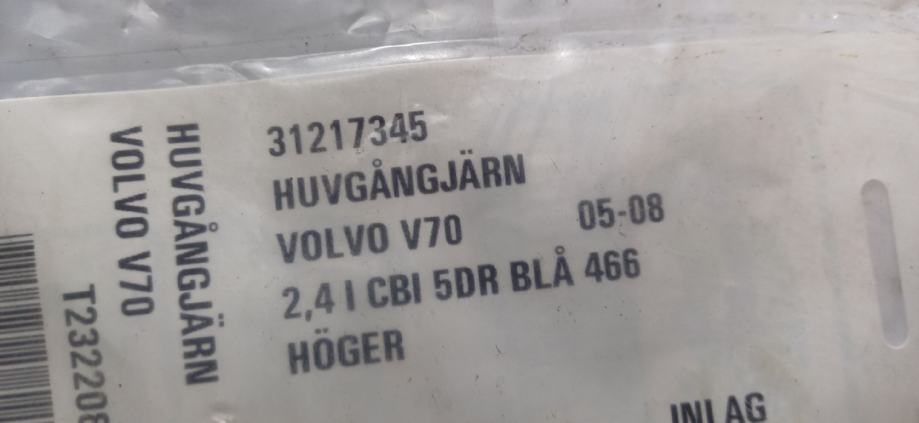 31217345
HUVGÅNGJÄRN
VOLVO V70 05-08
2,4 I CBI 5DR BLÅ 466
HÖGER
INLAG
HUVGÅNGJÄRN
VOLVO V70
T232208